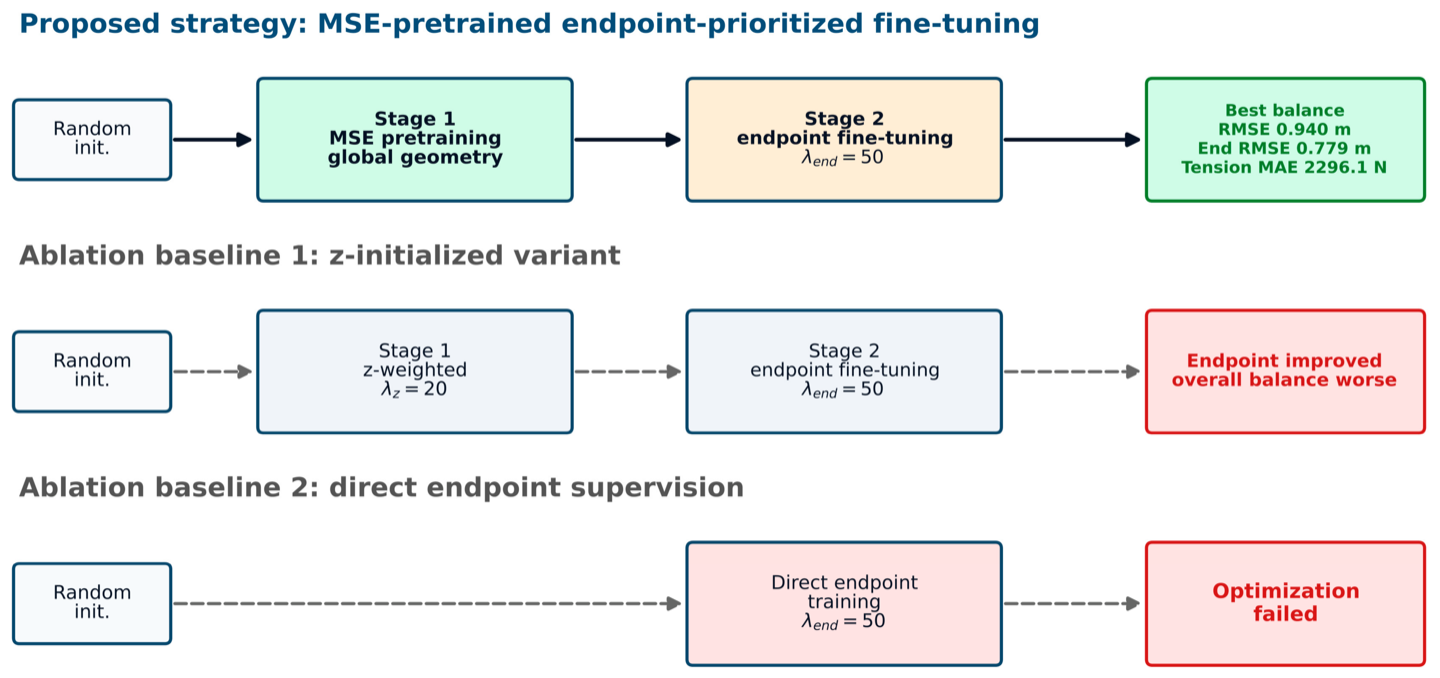 Proposed strategy: MSE-pretrained endpoint-prioritized fine-tuning
Random
init.
Stage 1
MSE pretraining
global geometry
Stage 2
endpoint fine-tuning
λ_end = 50
Best balance
RMSE 0.940 m
End RMSE 0.779 m
Tension MAE 2296.1 N
Ablation baseline 1: z-initialized variant
Random
init.
Stage 1
z-weighted
λ_z = 20
Stage 2
endpoint fine-tuning
λ_end = 50
Endpoint improved
overall balance worse
Ablation baseline 2: direct endpoint supervision
Random
init.
Direct endpoint
training
λ_end = 50
Optimization
failed